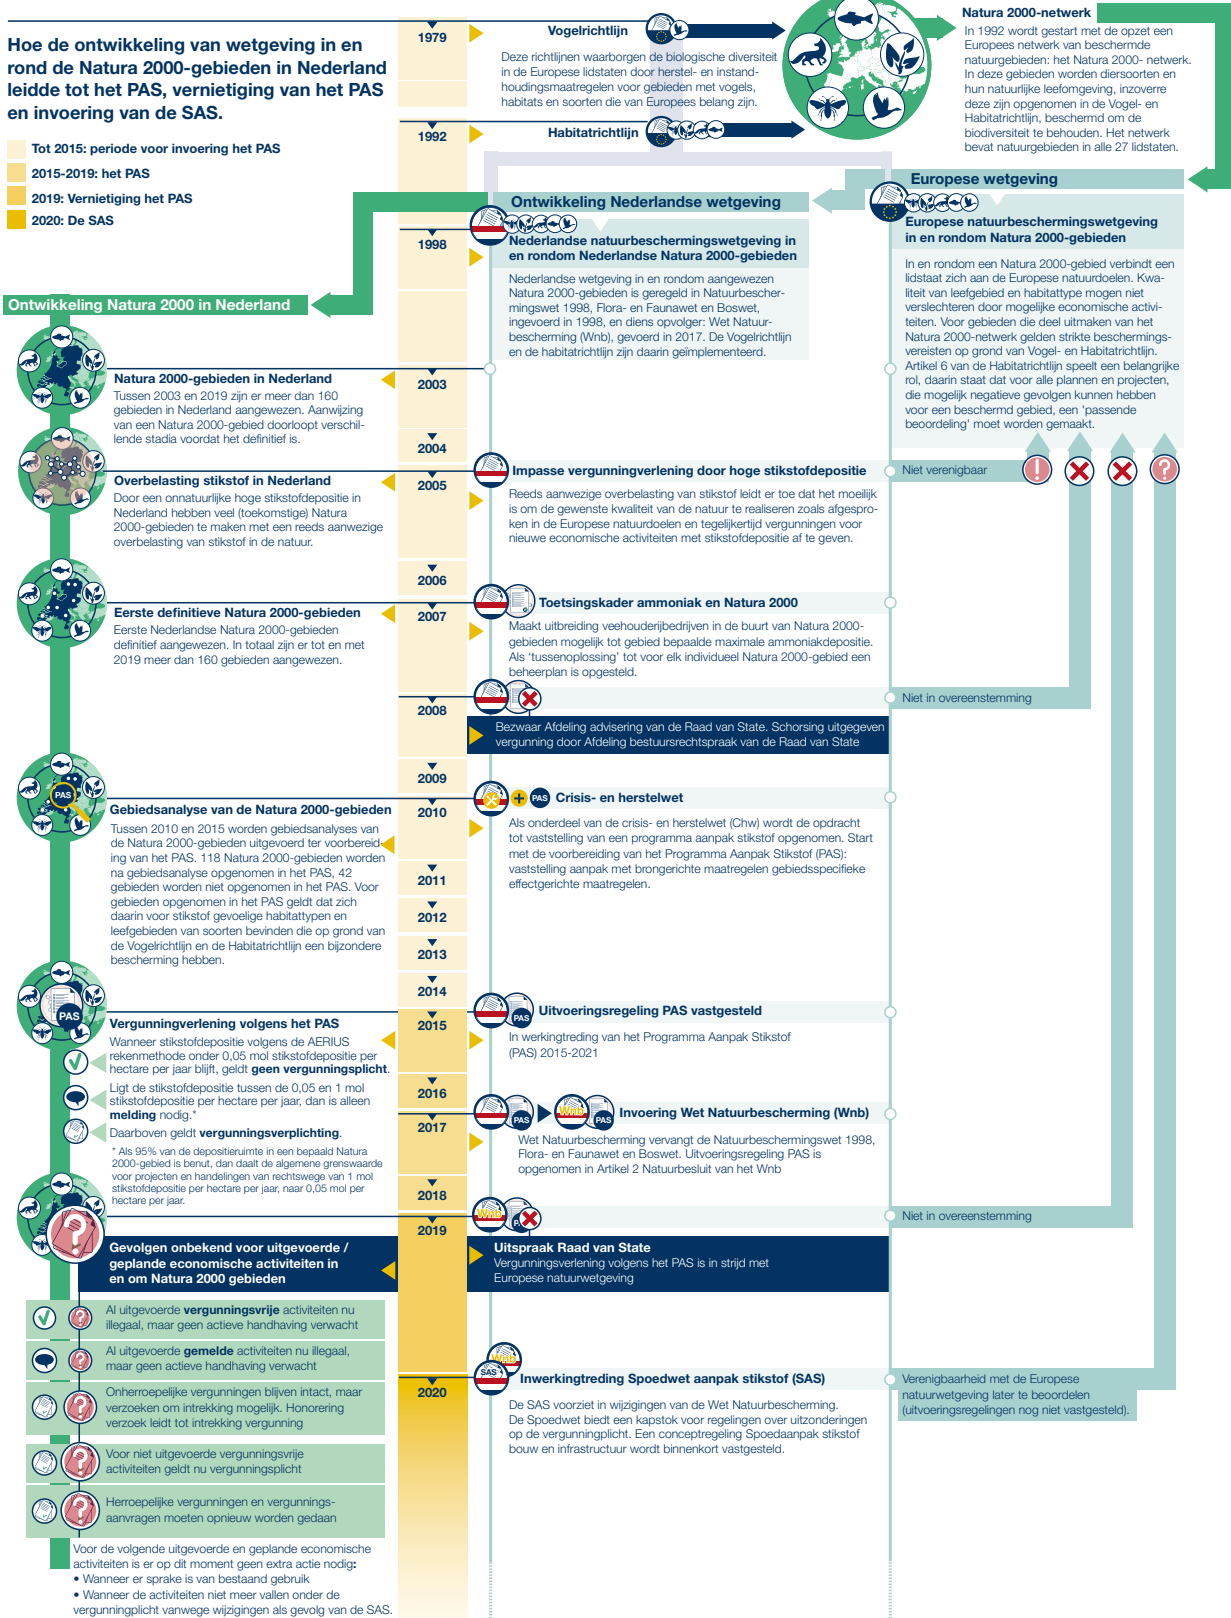 Hoe de ontwikkeling van wetgeving in en
rond de Natura 2000-gebieden in Nederland
leidde tot het PAS, vernietiging van het PAS
en invoering van de SAS.
Tot 2015: periode voor invoering het PAS
2015-2019: het PAS
2019: Vernietiging het PAS
2020: De SAS
1979
Vogelrichtlijn
Deze richtlijnen waarborgen de biologische diversiteit
in de Europese lidstaten door herstel- en instand-
houdingsmaatregelen voor gebieden met vogels,
habitats en soorten die van Europees belang zijn.
1992
Habitatrichtlijn
Natura 2000-netwerk
In 1992 wordt gestart met de opzet een
Europees netwerk van beschermde
natuurgebieden: het Natura 2000- netwerk.
In deze gebieden worden diersoorten en
hun natuurlijke leefomgeving, inzoverre
deze zijn opgenomen in de Vogel- en
Habitatrichtlijn, beschermd om de
biodiversiteit te behouden. Het netwerk
bevat natuurgebieden in alle 27 lidstaten.
Europese wetgeving
Europese natuurbeschermingswetgeving
in en rondom Natura 2000-gebieden
In en rondom een Natura 2000-gebied verbindt een
lidstaat zich aan de Europese natuurdoelen. Kwa-
liteit van leefgebied en habitattype mogen niet
verslechteren door mogelijke economische activi-
teiten. Voor gebieden die deel uitmaken van het
Natura 2000-netwerk gelden strikte beschermings-
vereisten op grond van Vogel- en Habitatrichtlijn.
Artikel 6 van de Habitatrichtlijn speelt een belangrijke
rol, daarin staat dat voor alle plannen en projecten,
die mogelijk negatieve gevolgen kunnen hebben
voor een beschermd gebied, een 'passende
beoordeling' moet worden gemaakt.
Ontwikkeling Nederlandse wetgeving
1998
Nederlandse natuurbeschermingswetgeving in
en rondom Nederlandse Natura 2000-gebieden
Nederlandse wetgeving in en rondom aangewezen
Natura 2000-gebieden is geregeld in Natuurbescher-
mingswet 1998, Flora- en Faunawet en Boswet,
ingevoerd in 1998, en diens opvolger: Wet Natuur-
bescherming (Wnb), gevoerd in 2017. De Vogelrichtlijn
en de habitatrichtlijn zijn daarin geïmplementeerd.
Ontwikkeling Natura 2000 in Nederland
Natura 2000-gebieden in Nederland
2003
Tussen 2003 en 2019 zijn er meer dan 160
gebieden in Nederland aangewezen. Aanwijzing
van een Natura 2000-gebied doorloopt verschil-
lende stadia voordat het definitief is.
2004
Overbelasting stikstof in Nederland
2005
Door een onnatuurlijke hoge stikstofdepositie in
Nederland hebben veel (toekomstige) Natura
2000-gebieden te maken met een reeds aanwezige
overbelasting van stikstof in de natuur.
Impasse vergunningverlening door hoge stikstofdepositie
Niet verenigbaar
!
?
Reeds aanwezige overbelasting van stikstof leidt er toe dat het moeilijk
is om de gewenste kwaliteit van de natuur te realiseren zoals afgespro-
ken in de Europese natuurdoelen en tegelijkertijd vergunningen voor
nieuwe economische activiteiten met stikstofdepositie af te geven.
2006
Eerste definitieve Natura 2000-gebieden
2007
Eerste Nederlandse Natura 2000-gebieden
definitief aangewezen. In totaal zijn er tot en met
2019 meer dan 160 gebieden aangewezen.
Toetsingskader ammoniak en Natura 2000
Maakt uitbreiding veehouderijbedrijven in de buurt van Natura 2000-
gebieden mogelijk tot gebied bepaalde maximale ammoniakdepositie.
Als ‘tussenoplossing’ tot voor elk individueel Natura 2000-gebied een
beheerplan is opgesteld.
2008
Niet in overeenstemming
Bezwaar Afdeling advisering van de Raad van State. Schorsing uitgegeven
vergunning door Afdeling bestuursrechtspraak van de Raad van State
2009
PAS
Gebiedsanalyse van de Natura 2000-gebieden
2010
Tussen 2010 en 2015 worden gebiedsanalyses van
de Natura 2000-gebieden uitgevoerd ter voorbereid-
ing van het PAS. 118 Natura 2000-gebieden worden
na gebiedsanalyse opgenomen in het PAS, 42
gebieden worden niet opgenomen in het PAS. Voor
gebieden opgenomen in het PAS geldt dat zich
daarin voor stikstof gevoelige habitattypen en
leefgebieden van soorten bevinden die op grond van
de Vogelrichtlijn en de Habitatrichtlijn een bijzondere
bescherming hebben.
PAS Crisis- en herstelwet
Als onderdeel van de crisis- en herstelwet (Chw) wordt de opdracht
tot vaststelling van een programma aanpak stikstof opgenomen. Start
met de voorbereiding van het Programma Aanpak Stikstof (PAS):
vaststelling aanpak met brongerichte maatregelen gebiedsspecifieke
effectgerichte maatregelen.
2011
2012
2013
2014
PAS
Vergunningverlening volgens het PAS
2015
Wanneer stikstofdepositie volgens de AERIUS
rekenmethode onder 0,05 mol stikstofdepositie per
hectare per jaar blijft, geldt geen vergunningsplicht.
Ligt de stikstofdepositie tussen de 0,05 en 1 mol
stikstofdepositie per hectare per jaar, dan is alleen
melding nodig.*
Daarboven geldt vergunningsverplichting.
* Als 95% van de depositieruimte in een bepaald Natura
2000-gebied is benut, dan daalt de algemene grenswaarde
voor projecten en handelingen van rechtswege van 1 mol
stikstofdepositie per hectare per jaar, naar 0,05 mol per
hectare per jaar.
PAS
Uitvoeringsregeling PAS vastgesteld
In werkingtreding van het Programma Aanpak Stikstof
(PAS) 2015-2021
2016
2017
PAS Wnb PAS
Invoering Wet Natuurbescherming (Wnb)
Wet Natuurbescherming vervangt de Natuurbeschermingswet 1998,
Flora- en Faunawet en Boswet. Uitvoeringsregeling PAS is
opgenomen in Artikel 2 Natuurbesluit van het Wnb
2018
2019
Wnb
Niet in overeenstemming
?
Gevolgen onbekend voor uitgevoerde /
geplande economische activiteiten in
en om Natura 2000 gebieden
Uitspraak Raad van State
Vergunningsverlening volgens het PAS is in strijd met
Europese natuurwetgeving
?
Al uitgevoerde vergunningsvrije activiteiten nu
illegaal, maar geen actieve handhaving verwacht
?
Al uitgevoerde gemelde activiteiten nu illegaal,
maar geen actieve handhaving verwacht
?
Onherroepelijke vergunningen blijven intact, maar
verzoeken om intrekking mogelijk. Honorering
verzoek leidt tot intrekking vergunning
?
Voor niet uitgevoerde vergunningsvrije
activiteiten geldt nu vergunningsplicht
?
Herroepelijke vergunningen en vergunnings-
aanvragen moeten opnieuw worden gedaan
Voor de volgende uitgevoerde en geplande economische
activiteiten is er op dit moment geen extra actie nodig:
• Wanneer er sprake is van bestaand gebruik
• Wanneer de activiteiten niet meer vallen onder de
vergunningplicht vanwege wijzigingen als gevolg van de SAS.
2020
Wnb
SAS
Inwerkingtreding Spoedwet aanpak stikstof (SAS)
De SAS voorziet in wijzigingen van de Wet Natuurbescherming.
De Spoedwet biedt een kapstok voor regelingen over uitzonderingen
op de vergunningplicht. Een conceptregeling Spoedaanpak stikstof
bouw en infrastructuur wordt binnenkort vastgesteld.
Verenigbaarheid met de Europese
natuurwetgeving later te beoordelen
(uitvoeringsregelingen nog niet vastgesteld).